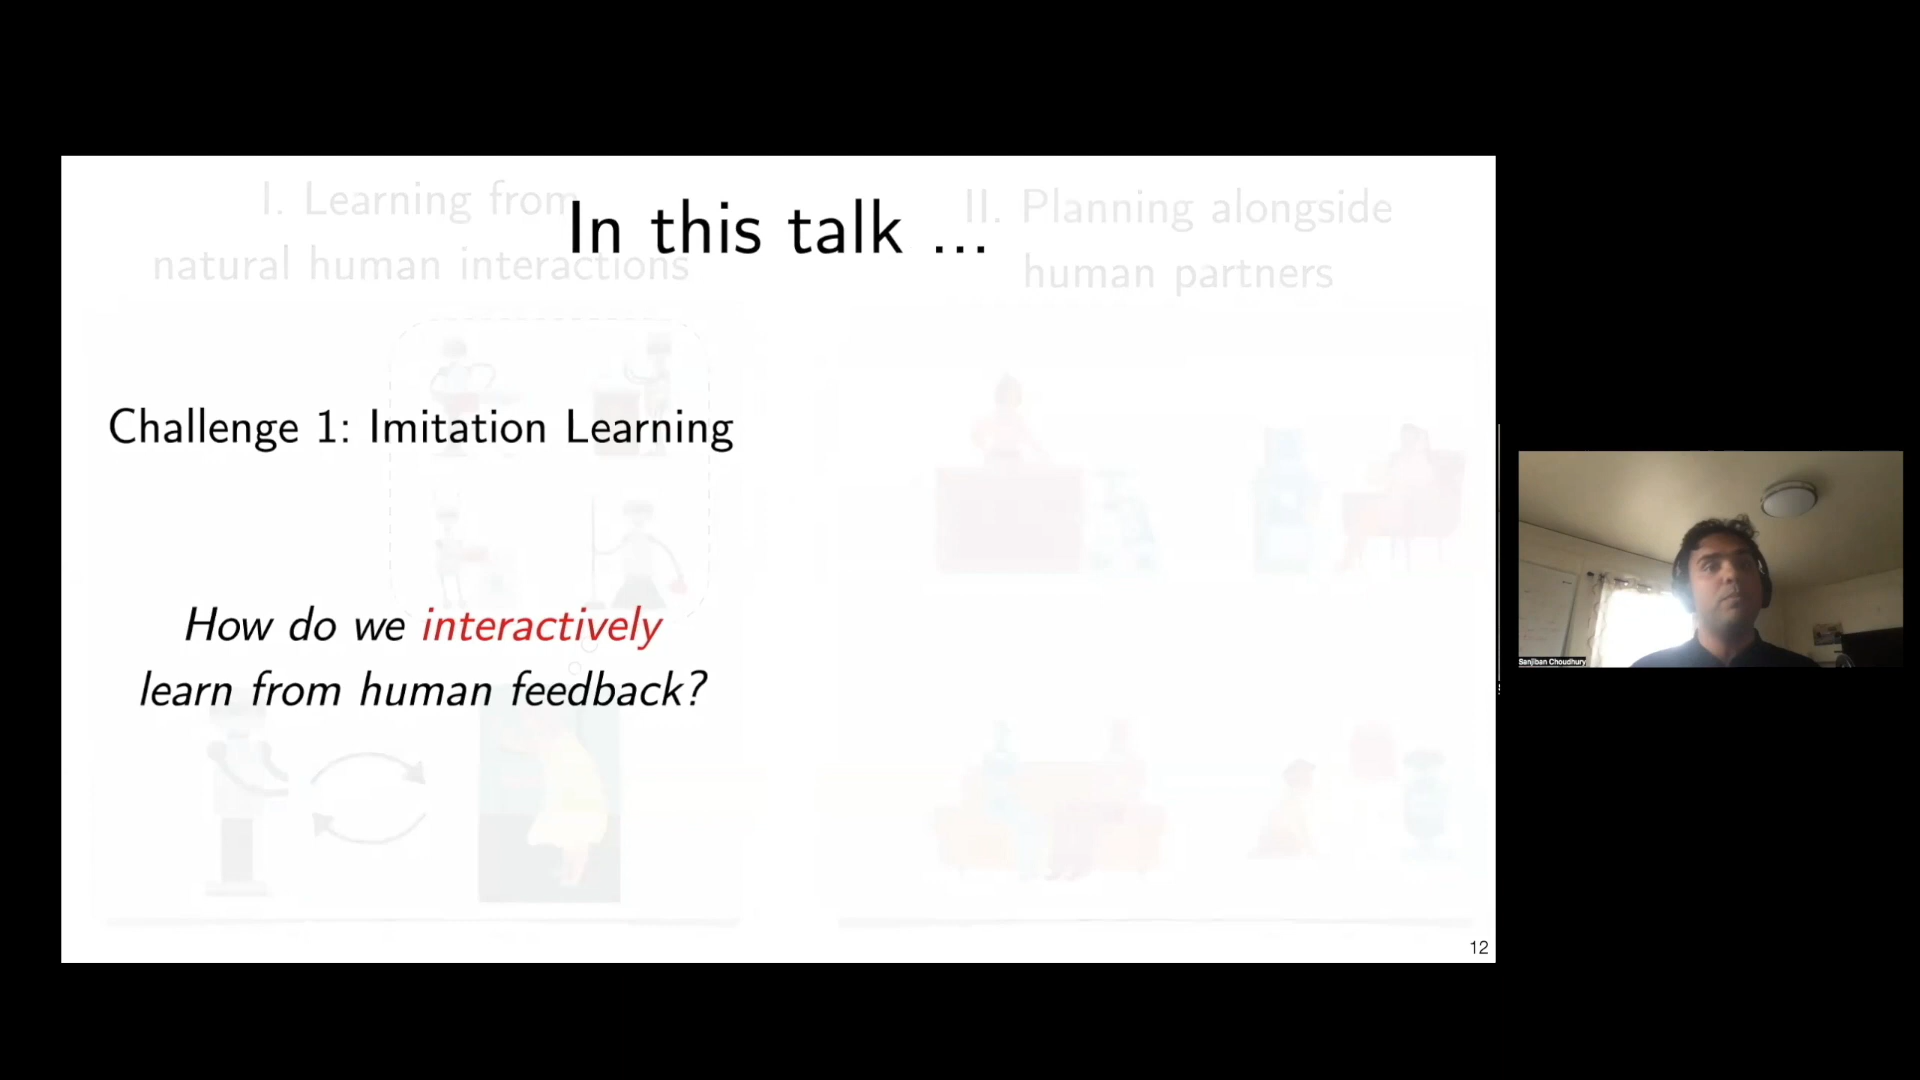 I. Learning from
natural human interactions
II. Planning alongside
human partners
In this talk ...
Challenge 1: Imitation Learning
How do we interactively
learn from human feedback?
12
Sanjiban Choudhury